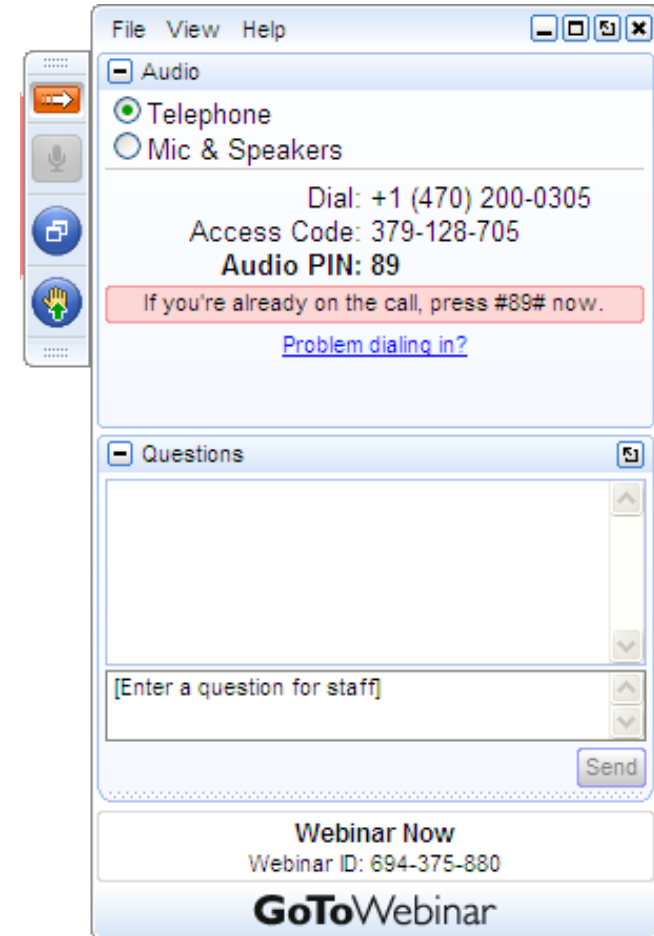 File View Help
Audio
Telephone
Mic & Speakers
Dial: +1 (470) 200-0305
Access Code: 379-128-705
Audio PIN: 89
If you're already on the call, press #89# now.
Problem dialing in?
Questions
[Enter a question for staff]
Send
Webinar Now
Webinar ID: 694-375-880
GoToWebinar